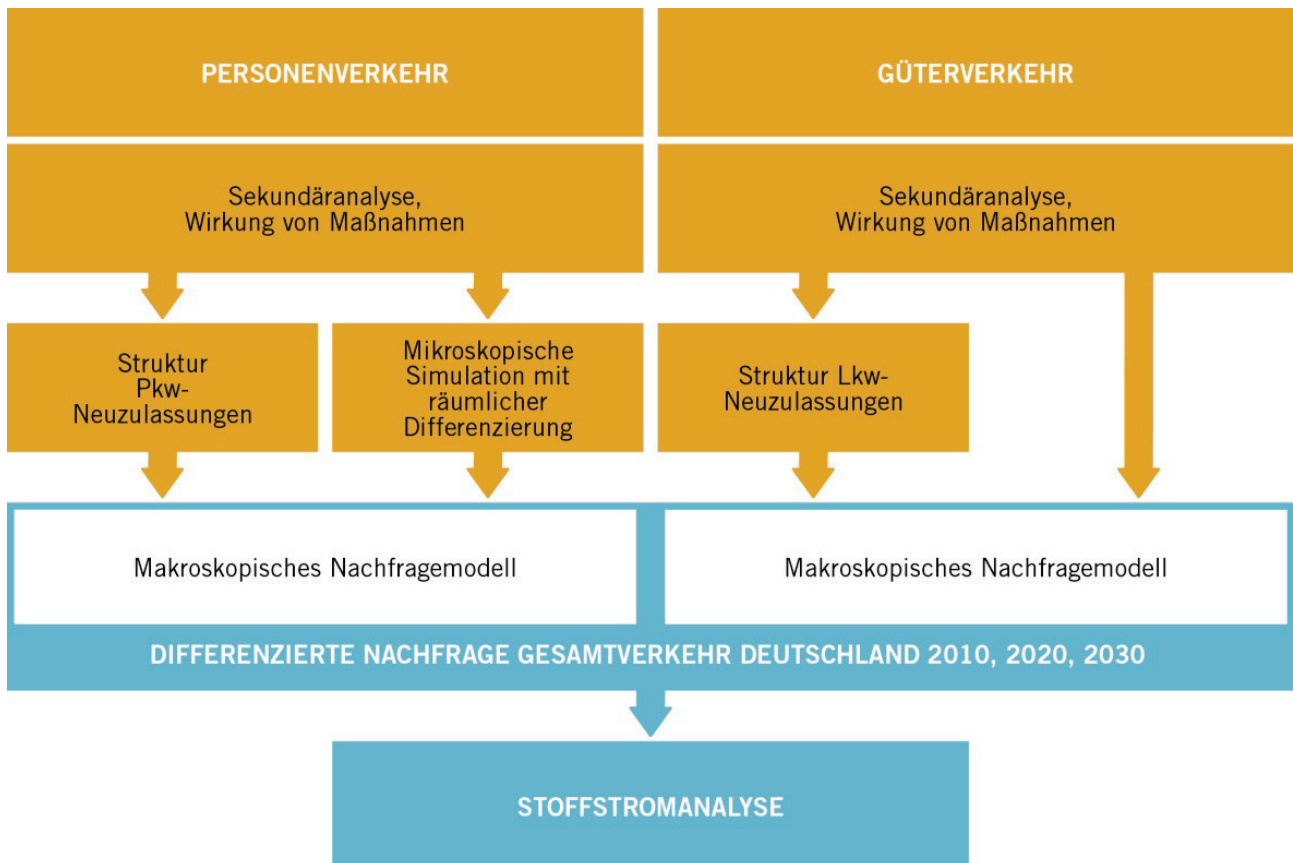 PERSONENVERKEHR
GÜTERVERKEHR
Sekundäranalyse,
Wirkung von Maßnahmen
Sekundäranalyse,
Wirkung von Maßnahmen
Struktur
Pkw-
Neuzulassungen
Mikroskopische
Simulation mit
räumlicher
Differenzierung
Struktur Lkw-
Neuzulassungen
Makroskopisches Nachfragemodell
Makroskopisches Nachfragemodell
DIFFERENZIERTE NACHFRAGE GESAMTVERKEHR DEUTSCHLAND 2010, 2020, 2030
STOFFSTROMANALYSE